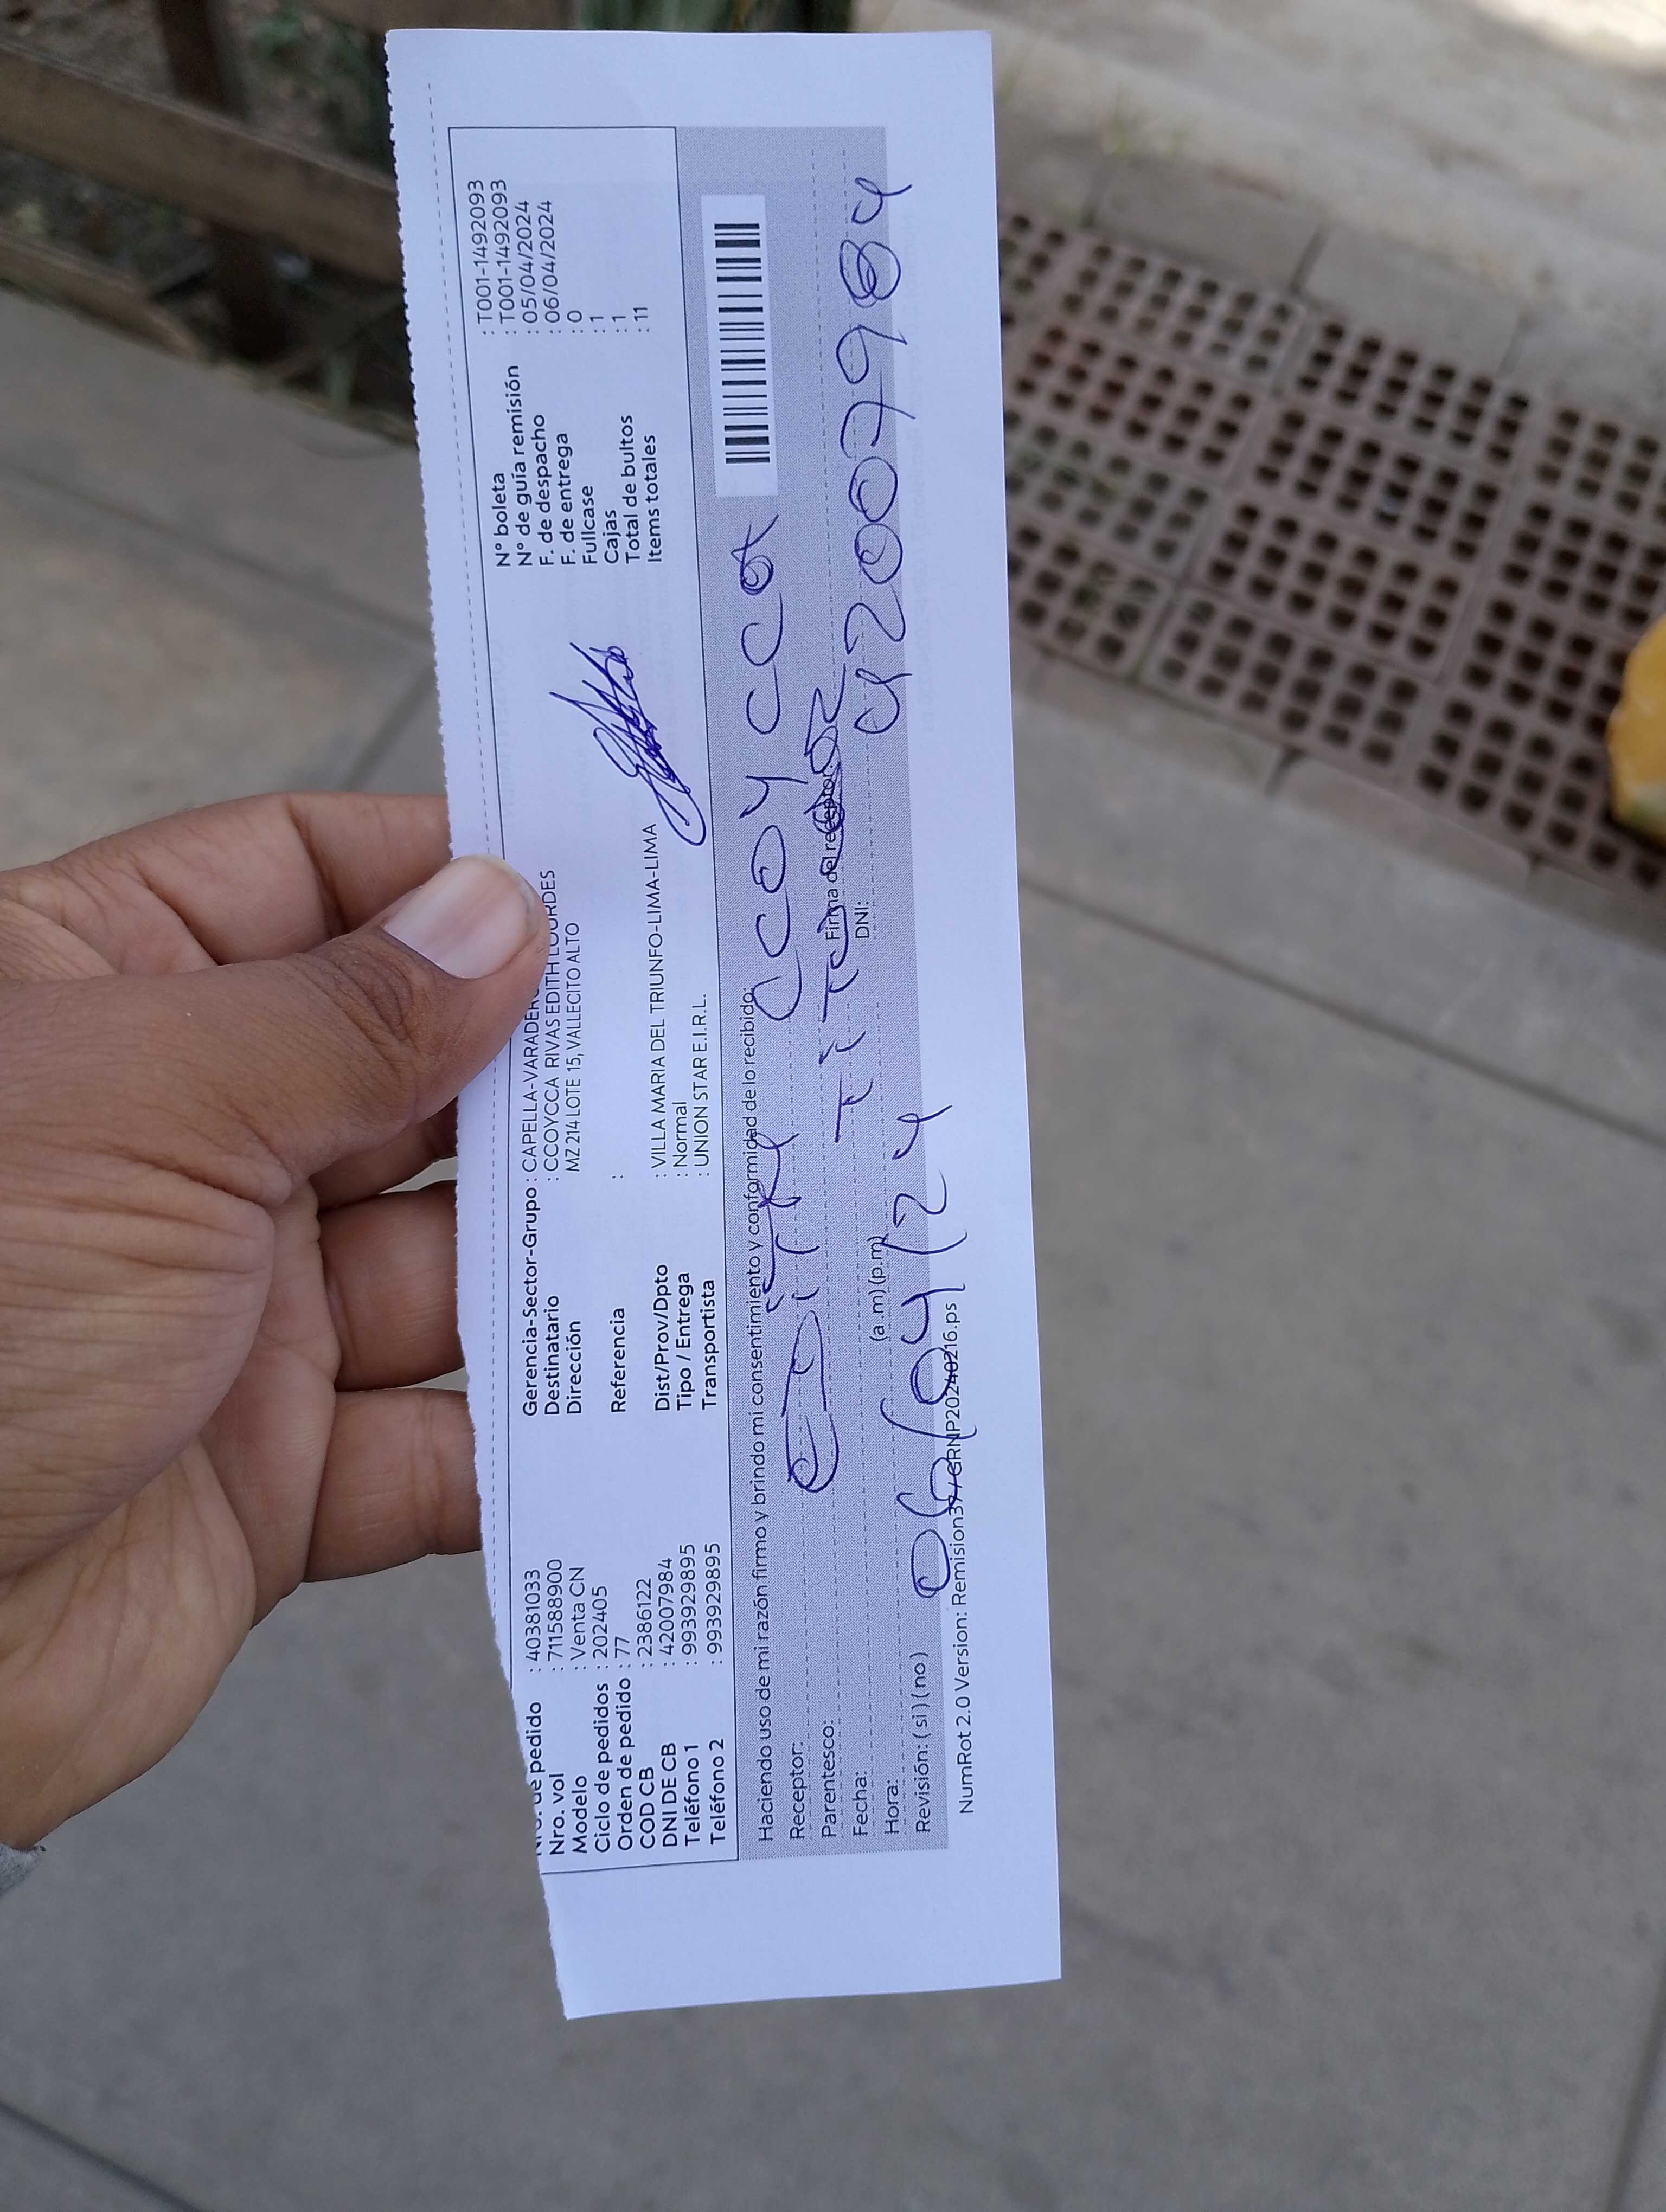 Nro. de pedido : 40381033
Nro. vol : 711588900
Modelo : Venta CN
Ciclo de pedidos : 202405
Orden de pedido : 77
COD CB : 2386122
DNI DE CB : 42007984
Teléfono 1 : 993929895
Teléfono 2 : 993929895
Gerencia-Sector-Grupo : CAPELLA-VARADERO
Destinatario : CCOYCCA RIVAS EDITH LOURDES
Dirección MZ 214 LOTE 15, VALLECITO ALTO
Referencia :
Dist/Prov/Dpto : VILLA MARIA DEL TRIUNFO-LIMA-LIMA
Tipo / Entrega : Normal
Transportista : UNION STAR E.I.R.L.
N° boleta : T001-1492093
N° de guía remisión : T001-1492093
F. de despacho : 05/04/2024
F. de entrega : 06/04/2024
Fullcase : 0
Cajas : 1
Total de bultos : 1
Items totales : 11
Haciendo uso de mi razón firmo y brindo mi consentimiento y conformidad de lo recibido:
Receptor: Edith Ccoycca
Parentesco: Titular
Firma del receptor:
Fecha: 06/04/24
DNI: 42007984
Hora: (a.m) (p.m)
Revisión: ( si ) ( no )
NumRot 2.0 Version: Remision37/GRNP20240216.ps